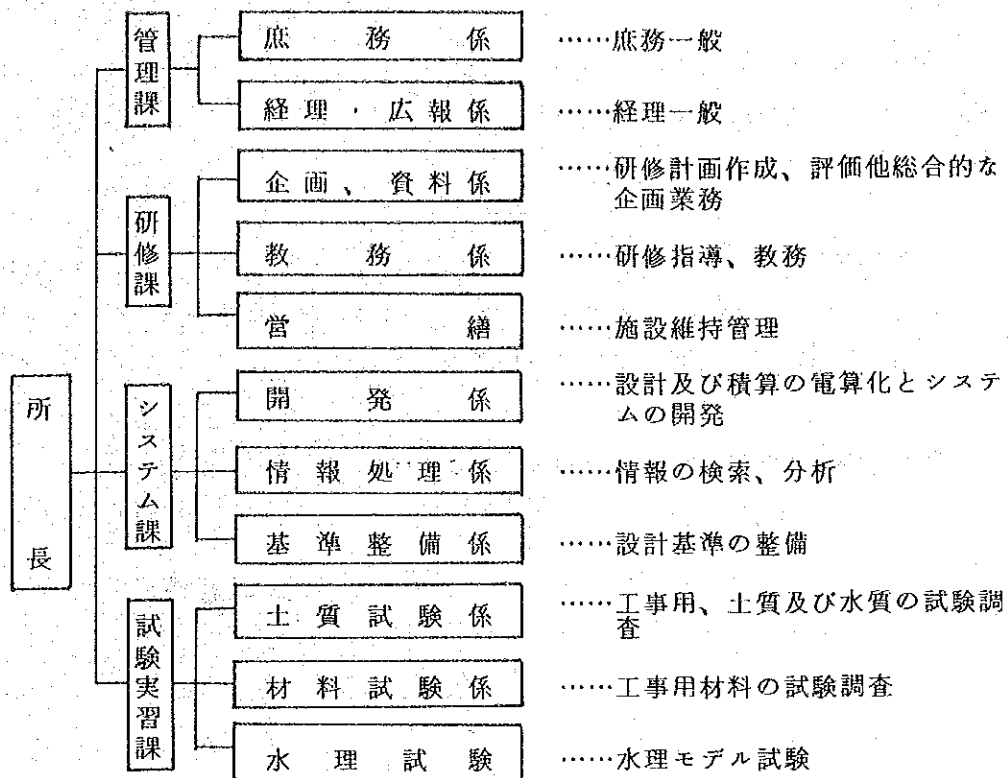 所長
管理課
庶務係 ……庶務一般
経理・広報係 ……経理一般
研修課
企画、資料係 ……研修計画作成、評価他総合的な
企画業務
教務係 ……研修指導、教務
営繕 ……施設維持管理
システム課
開発係 ……設計及び積算の電算化とシステ
ムの開発
情報処理係 ……情報の検索、分析
基準整備係 ……設計基準の整備
試験実習課
土質試験係 ……工事用、土質及び水質の試験調
査
材料試験係 ……工事用材料の試験調査
水理試験 ……水理モデル試験